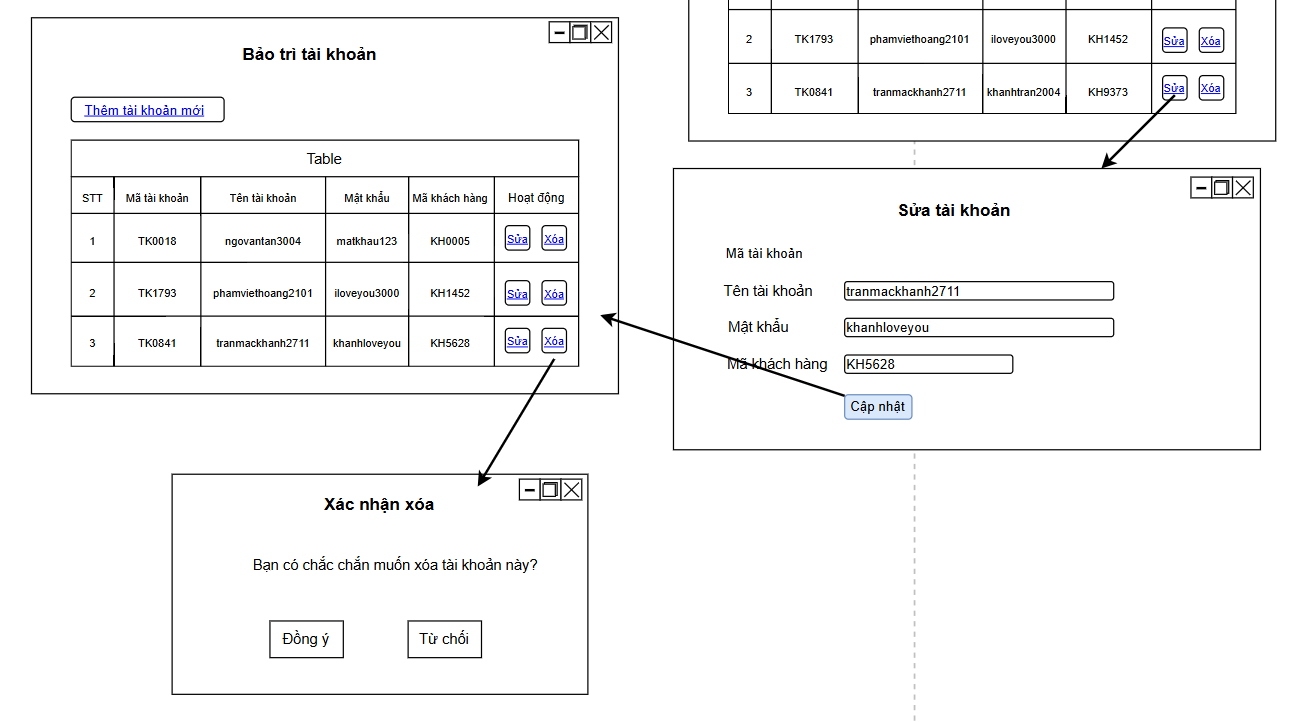 Bảo trì tài khoản
Thêm tài khoản mới
Table
STT Mã tài khoản Tên tài khoản Mật khẩu Mã khách hàng Hoạt động
1 TK0018 ngovantan3004 matkhau123 KH0005 Sửa Xóa
2 TK1793 phamviethoang2101 iloveyou3000 KH1452 Sửa Xóa
3 TK0841 tranmackhanh2711 khanhloveyou KH5628 Sửa Xóa
2 TK1793 phamviethoang2101 iloveyou3000 KH1452 Sửa Xóa
3 TK0841 tranmackhanh2711 khanhtran2004 KH9373 Sửa Xóa
Sửa tài khoản
Mã tài khoản
Tên tài khoản tranmackhanh2711
Mật khẩu khanhloveyou
Mã khách hàng KH5628
Cập nhật
Xác nhận xóa
Bạn có chắc chắn muốn xóa tài khoản này?
Đồng ý Từ chối